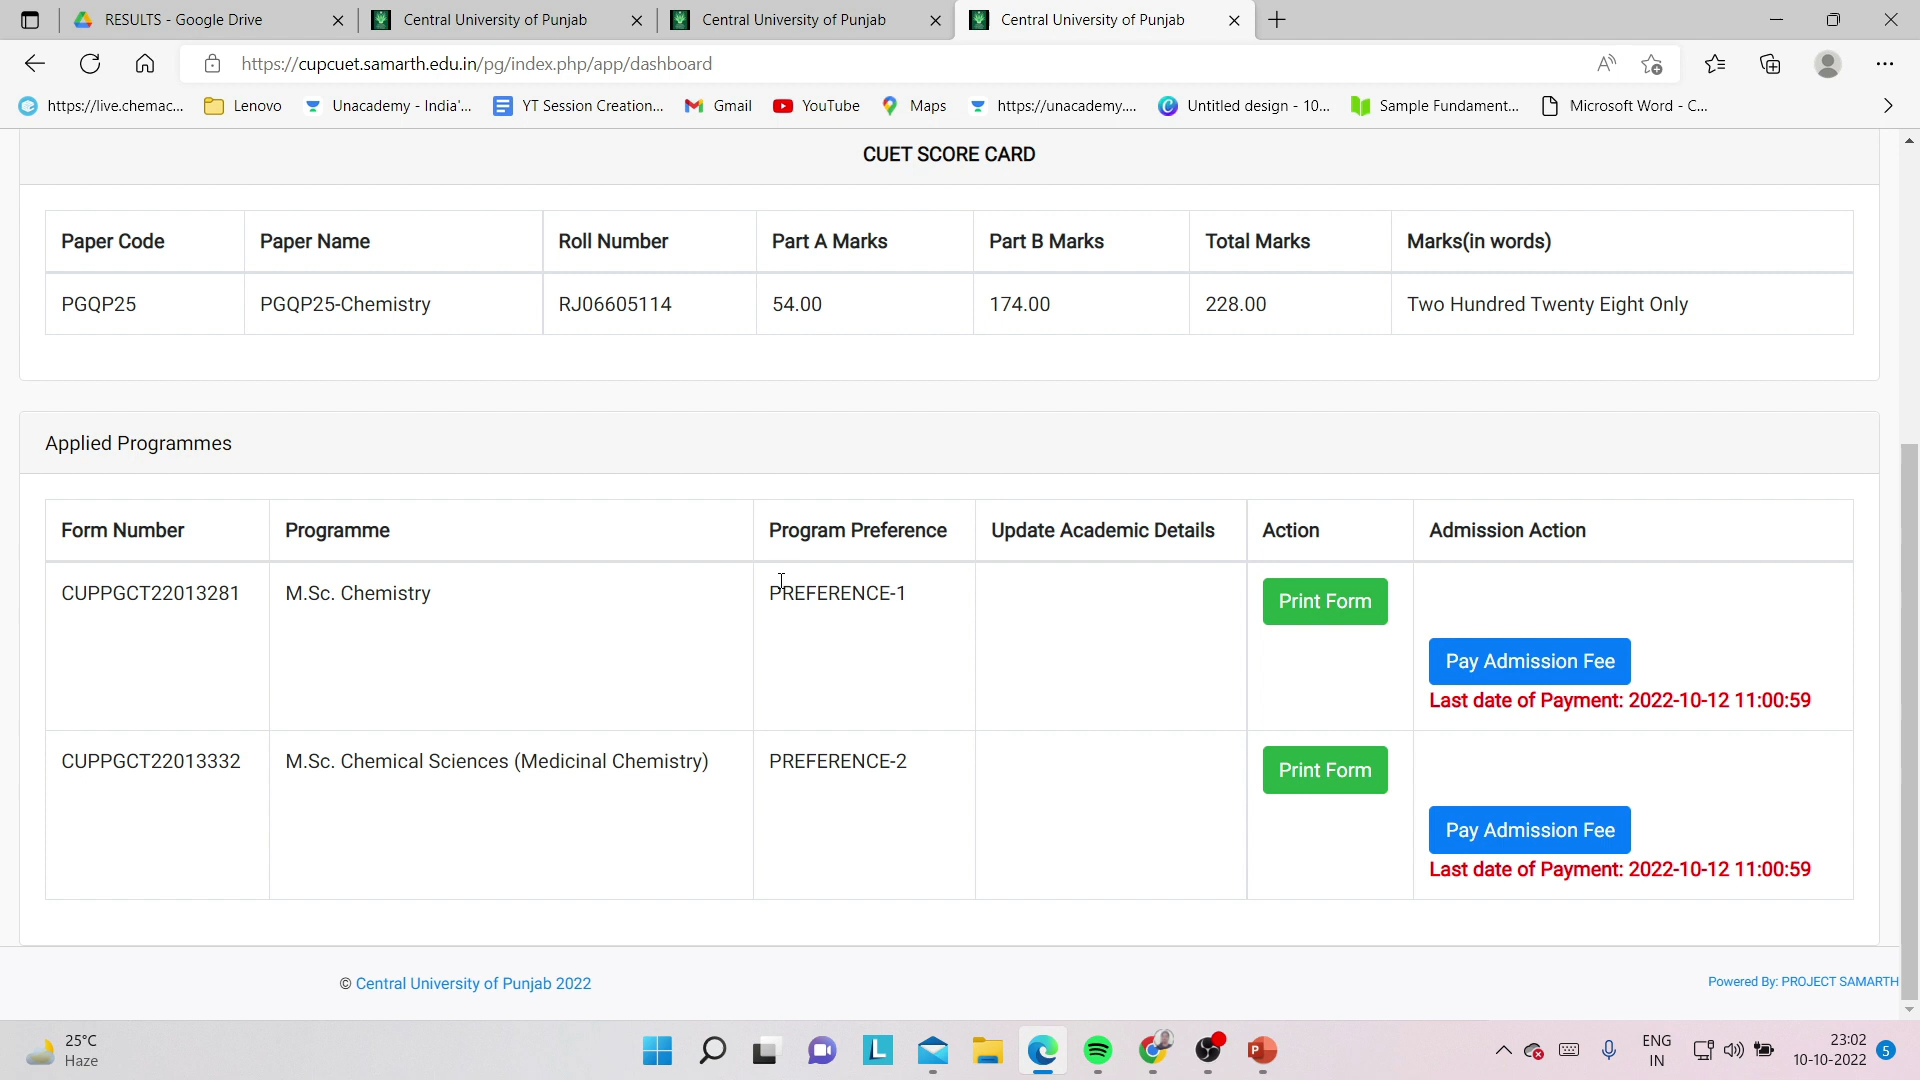 RESULTS - Google Drive
Central University of Punjab
Central University of Punjab
Central University of Punjab
https://cupcuet.samarth.edu.in/pg/index.php/app/dashboard
https://live.chemac...
Lenovo
Unacademy - India'...
YT Session Creation...
Gmail
YouTube
Maps
https://unacademy....
Untitled design - 10...
Sample Fundament...
Microsoft Word - C...
CUET SCORE CARD
Paper Code Paper Name Roll Number Part A Marks Part B Marks Total Marks Marks(in words)
PGQP25 PGQP25-Chemistry RJ06605114 54.00 174.00 228.00 Two Hundred Twenty Eight Only
Applied Programmes
Form Number Programme Program Preference Update Academic Details Action Admission Action
CUPPGCT22013281 M.Sc. Chemistry PREFERENCE-1 Print Form
Pay Admission Fee
Last date of Payment: 2022-10-12 11:00:59
CUPPGCT22013332 M.Sc. Chemical Sciences (Medicinal Chemistry) PREFERENCE-2 Print Form
Pay Admission Fee
Last date of Payment: 2022-10-12 11:00:59
© Central University of Punjab 2022
Powered By: PROJECT SAMARTH
25°C
Haze
ENG
IN
23:02
10-10-2022
5